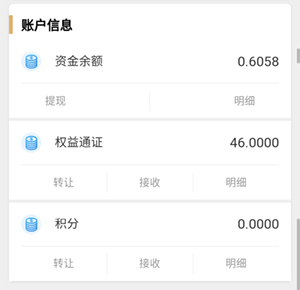 账户信息
资金余额 0.6058
提现 明细
权益通证 46.0000
转让 接收 明细
积分 0.0000
转让 接收 明细